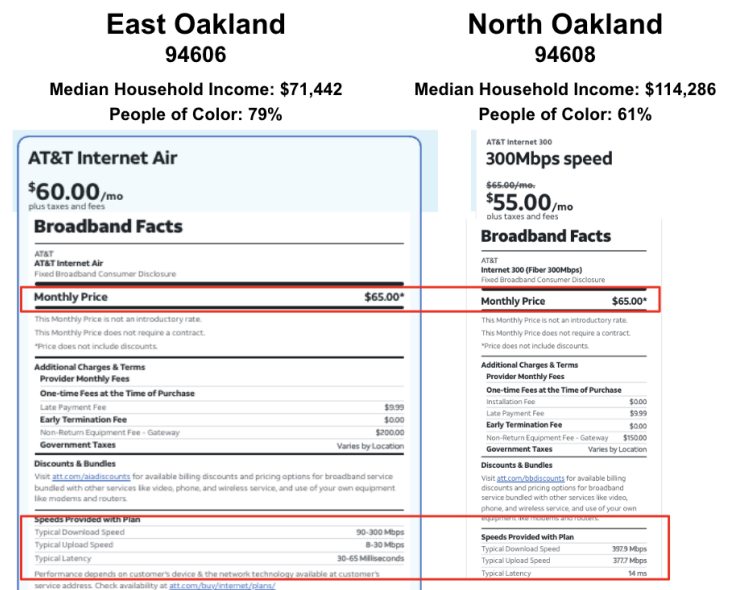 East Oakland
94606
Median Household Income: $71,442
People of Color: 79%
AT&T Internet Air
$60.00/mo
plus taxes and fees
Broadband Facts
AT&T
AT&T Internet Air
Fixed Broadband Consumer Disclosure
Monthly Price $65.00*
This Monthly Price is not an introductory rate.
This Monthly Price does not require a contract.
*Price does not include discounts.
Additional Charges & Terms
Provider Monthly Fees
One-time Fees at the Time of Purchase
Late Payment Fee $9.99
Early Termination Fee $0.00
Non-Return Equipment Fee - Gateway $200.00
Government Taxes Varies by Location
Discounts & Bundles
Visit att.com/aiadiscounts for available billing discounts and pricing options for broadband service
bundled with other services like video, phone, and wireless service, and use of your own equipment
like modems and routers.
Speeds Provided with Plan
Typical Download Speed 90-300 Mbps
Typical Upload Speed 8-30 Mbps
Typical Latency 30-65 Milliseconds
Performance depends on customer's device & the network technology available at customer's
service address. Check availability at att.com/buy/internet/plans/
North Oakland
94608
Median Household Income: $114,286
People of Color: 61%
AT&T Internet 300
300Mbps speed
$65.00/mo.
$55.00/mo
plus taxes and fees
Broadband Facts
AT&T
Internet 300 (Fiber 300Mbps)
Fixed Broadband Consumer Disclosure
Monthly Price $65.00*
This Monthly Price is not an introductory rate.
This Monthly Price does not require a contract.
*Price does not include discounts.
Additional Charges & Terms
Provider Monthly Fees
One-time Fees at the Time of Purchase
Installation Fee $0.00
Late Payment Fee $9.99
Early Termination Fee $0.00
Non-Return Equipment Fee - Gateway $150.00
Government Taxes Varies by Location
Discounts & Bundles
Visit att.com/bbdiscounts for available billing
discounts and pricing options for broadband
service bundled with other services like video,
phone, and wireless service, and use of your own
equipment like modems and routers.
Speeds Provided with Plan
Typical Download Speed 397.9 Mbps
Typical Upload Speed 377.7 Mbps
Typical Latency 14 ms